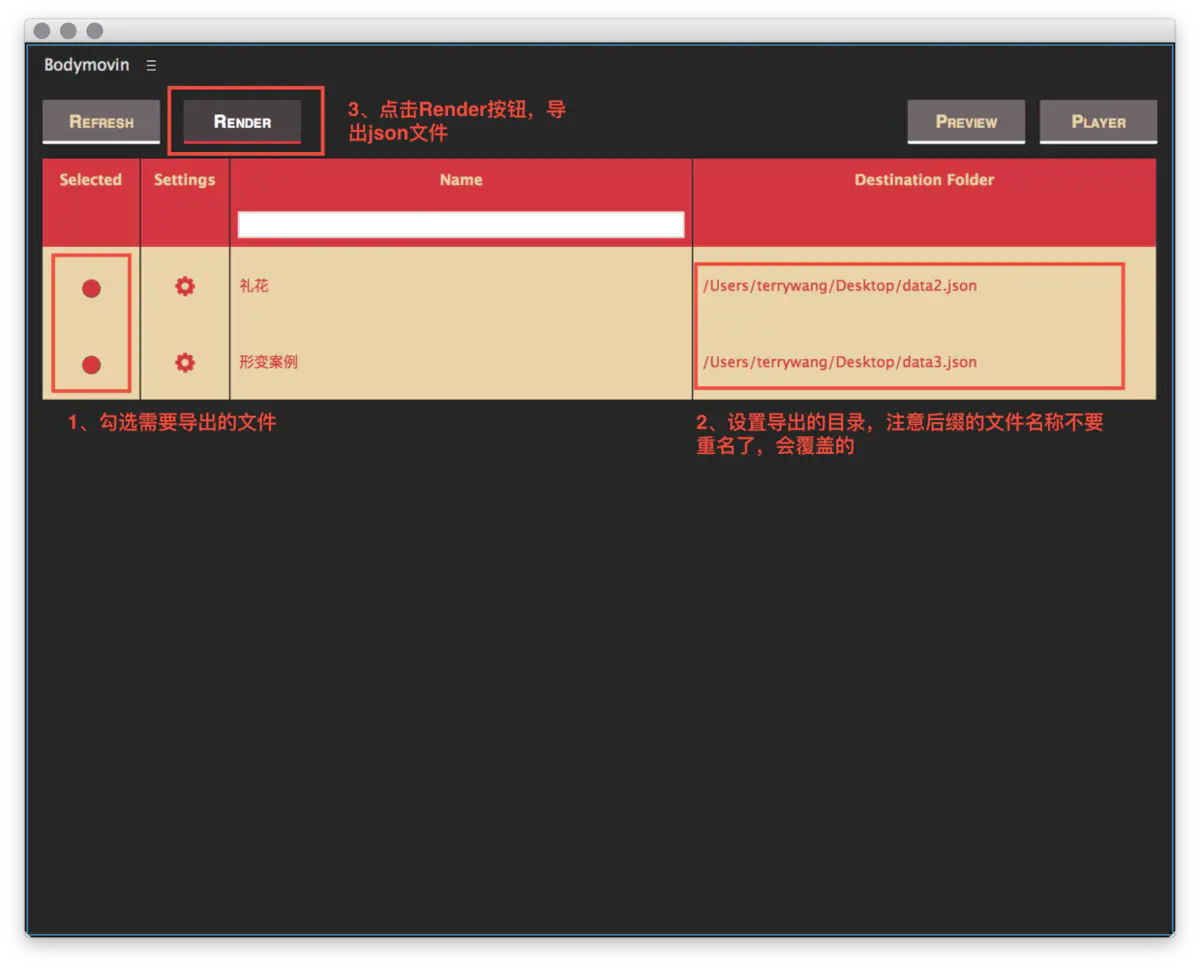 Bodymovin
REFRESH
RENDER
3、点击Render按钮，导
出json文件
PREVIEW
PLAYER
Selected
Settings
Name
Destination Folder
礼花
/Users/terrywang/Desktop/data2.json
形变案例
/Users/terrywang/Desktop/data3.json
1、勾选需要导出的文件
2、设置导出的目录，注意后缀的文件名称不要
重名了，会覆盖的